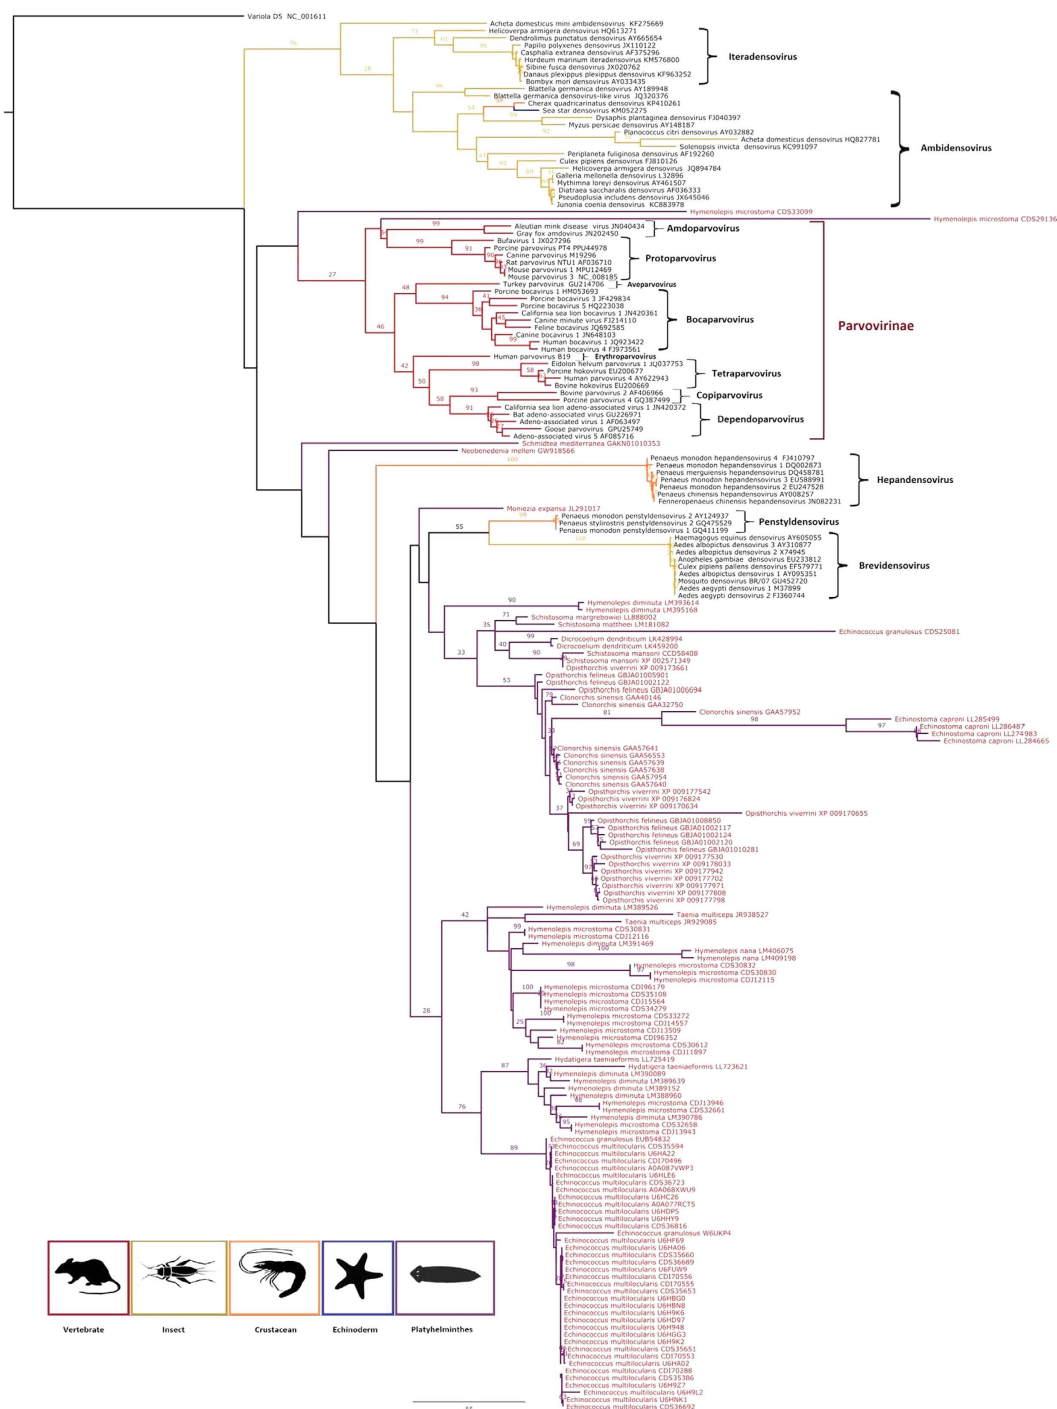 Variola D5 NC_001611
Acheta domesticus mini ambidensovirus KF275669
Helicoverpa armigera densovirus HQ613271
Dendrolimus punctatus densovirus AY665654
Papilio polyxenes densovirus JX110122
Casphalia extranea densovirus AF375296
Hordeum marinum iteradensovirus KM576800
Sibine fusca densovirus JX020762
Danaus plexippus plexippus densovirus KF963252
Bombyx mori densovirus AY033435
Iteradensovirus
Blattella germanica densovirus AY189948
Blattella germanica densovirus-like virus JQ320376
Cherax quadricarinatus densovirus KP410261
Sea star densovirus KM052275
Dysaphis plantaginea densovirus FJ040397
Myzus persicae densovirus AY148187
Planococcus citri densovirus AY032882
Acheta domesticus densovirus HQ827781
Solenopsis invicta densovirus KC991097
Ambidensovirus
Periplaneta fuliginosa densovirus AF192260
Culex pipiens densovirus FJ810126
Helicoverpa armigera densovirus JQ894784
Galleria mellonella densovirus L32896
Mythimna loreyi densovirus AY461507
Diatraea saccharalis densovirus AF036333
Pseudoplusia includens densovirus JX645046
Junonia coenia densovirus KC883978
Hymenolepis microstoma CDS33099
Hymenolepis microstoma CDS29136
Aleutian mink disease virus JN040434
Gray fox amdovirus JN202450
Amdoparvovirus
Bufavirus 1 JX027296
Porcine parvovirus PT4 PPU44978
Canine parvovirus M19296
Rat parvovirus NTU1 AF036710
Mouse parvovirus 1 MPU12469
Mouse parvovirus 3 NC_008185
Protoparvovirus
Turkey parvovirus GU214706
Aveparvovirus
Porcine bocavirus 1 HM053693
Porcine bocavirus 3 JF429834
Porcine bocavirus 5 HQ223038
California sea lion bocavirus 1 JN420361
Canine minute virus FJ214110
Feline bocavirus JQ692585
Canine bocavirus 1 JN648103
Human bocavirus 1 JQ923422
Human bocavirus 4 FJ973561
Bocaparvovirus
Parvovirinae
Human parvovirus B19
Erythroparvovirus
Eidolon helvum parvovirus 1 JQ037753
Porcine hokovirus EU200677
Human parvovirus 4 AY622943
Bovine hokovirus EU200669
Tetraparvovirus
Bovine parvovirus 2 AF406966
Porcine parvovirus 4 GQ387499
Copiparvovirus
California sea lion adeno-associated virus 1 JN420372
Bat adeno-associated virus GU226971
Adeno-associated virus 1 AF063497
Goose parvovirus GPU25749
Adeno-associated virus 5 AF085716
Dependoparvovirus
Schmidtea mediterranea GAKN01010353
Neobenedenia melleni GW918566
Penaeus monodon hepandensovirus 4 FJ410797
Penaeus monodon hepandensovirus 1 DQ002873
Penaeus merguiensis hepandensovirus DQ458781
Penaeus monodon hepandensovirus 3 EU588991
Penaeus monodon hepandensovirus 2 EU247528
Penaeus chinensis hepandensovirus AY008257
Fenneropenaeus chinensis hepandensovirus JN082231
Hepandensovirus
Moniezia expansa JL291017
Penaeus monodon penstyldensovirus 2 AY124937
Penaeus stylirostris penstyldensovirus 2 GQ475529
Penaeus monodon penstyldensovirus 1 GQ411199
Penstyldensovirus
Haemagogus equinus densovirus AY605055
Aedes albopictus densovirus 3 AY310877
Aedes albopictus densovirus 2 X74945
Anopheles gambiae densovirus EU233812
Culex pipiens pallens densovirus EF579771
Aedes albopictus densovirus 1 AY095351
Mosquito densovirus BR/07 GU452720
Aedes aegypti densovirus 1 M37899
Aedes aegypti densovirus 2 FJ360744
Brevidensovirus
Hymenolepis diminuta LM393614
Hymenolepis diminuta LM395168
Schistosoma margrebowiei LL888002
Schistosoma mattheei LM181082
Echinococcus granulosus CDS25081
Dicrocoelium dendriticum LK428994
Dicrocoelium dendriticum LK459200
Schistosoma mansoni CCD58408
Schistosoma mansoni XP 002571349
Opisthorchis viverrini XP 009173661
Opisthorchis felineus GBJA01005901
Opisthorchis felineus GBJA01002122
Opisthorchis felineus GBJA01006694
Clonorchis sinensis GAA40146
Clonorchis sinensis GAA32750
Clonorchis sinensis GAA57952
Echinostoma caproni LL285499
Echinostoma caproni LL286487
Echinostoma caproni LL274983
Echinostoma caproni LL284665
Clonorchis sinensis GAA57641
Clonorchis sinensis GAA56553
Clonorchis sinensis GAA57639
Clonorchis sinensis GAA57638
Clonorchis sinensis GAA57954
Clonorchis sinensis GAA57640
Opisthorchis viverrini XP 009177542
Opisthorchis viverrini XP 009176824
Opisthorchis viverrini XP 009170634
Opisthorchis viverrini XP 009170655
Opisthorchis felineus GBJA01008850
Opisthorchis felineus GBJA01002117
Opisthorchis felineus GBJA01002124
Opisthorchis felineus GBJA01002120
Opisthorchis felineus GBJA01010281
Opisthorchis viverrini XP 009177530
Opisthorchis viverrini XP 009178033
Opisthorchis viverrini XP 009177942
Opisthorchis viverrini XP 009177702
Opisthorchis viverrini XP 009177971
Opisthorchis viverrini XP 009177808
Opisthorchis viverrini XP 009177798
Hymenolepis diminuta LM389526
Taenia multiceps JR938527
Taenia multiceps JR929085
Hymenolepis microstoma CDS30831
Hymenolepis microstoma CDJ12116
Hymenolepis diminuta LM391469
Hymenolepis nana LM406075
Hymenolepis nana LM409198
Hymenolepis microstoma CDS30832
Hymenolepis microstoma CDS30830
Hymenolepis microstoma CDJ12115
Hymenolepis microstoma CDI96179
Hymenolepis microstoma CDS35108
Hymenolepis microstoma CDJ15564
Hymenolepis microstoma CDS34279
Hymenolepis microstoma CDS33272
Hymenolepis microstoma CDJ14557
Hymenolepis microstoma CDJ13509
Hymenolepis microstoma CDI96352
Hymenolepis microstoma CDS30612
Hymenolepis microstoma CDJ11897
Hydatigera taeniaeformis LL725419
Hydatigera taeniaeformis LL723621
Hymenolepis diminuta LM390089
Hymenolepis diminuta LM389639
Hymenolepis diminuta LM389152
Hymenolepis diminuta LM388960
Hymenolepis microstoma CDJ13946
Hymenolepis microstoma CDS32661
Hymenolepis diminuta LM390786
Hymenolepis microstoma CDS32658
Hymenolepis microstoma CDJ13943
Echinococcus granulosus EUB54832
Echinococcus multilocularis CDS35594
Echinococcus multilocularis U6HA22
Echinococcus multilocularis CDI70496
Echinococcus multilocularis A0A087VWP3
Echinococcus multilocularis U6HLE6
Echinococcus multilocularis CDS36723
Echinococcus multilocularis A0A068XWU9
Echinococcus multilocularis U6HC26
Echinococcus multilocularis A0A077RCT5
Echinococcus multilocularis U6HDP5
Echinococcus multilocularis U6HHY9
Echinococcus multilocularis CDS36816
Echinococcus granulosus W6UKP4
Echinococcus multilocularis U6HF69
Echinococcus multilocularis U6HA06
Echinococcus multilocularis CDS35660
Echinococcus multilocularis CDS36689
Echinococcus multilocularis U6FUW9
Echinococcus multilocularis CDI70556
Echinococcus multilocularis CDI70555
Echinococcus multilocularis CDS35653
Echinococcus multilocularis U6HBG0
Echinococcus multilocularis U6HBN8
Echinococcus multilocularis U6H9K6
Echinococcus multilocularis U6HD97
Echinococcus multilocularis U6H948
Echinococcus multilocularis U6HGG3
Echinococcus multilocularis U6H9K2
Echinococcus multilocularis CDS35651
Echinococcus multilocularis CDI70553
Echinococcus multilocularis U6HA02
Echinococcus multilocularis CDI70288
Echinococcus multilocularis CDS35386
Echinococcus multilocularis U6H9Z7
Echinococcus multilocularis U6H9L2
Echinococcus multilocularis U6HNK1
Echinococcus multilocularis CDS36692
Vertebrate
Insect
Crustacean
Echinoderm
Platyhelminthes